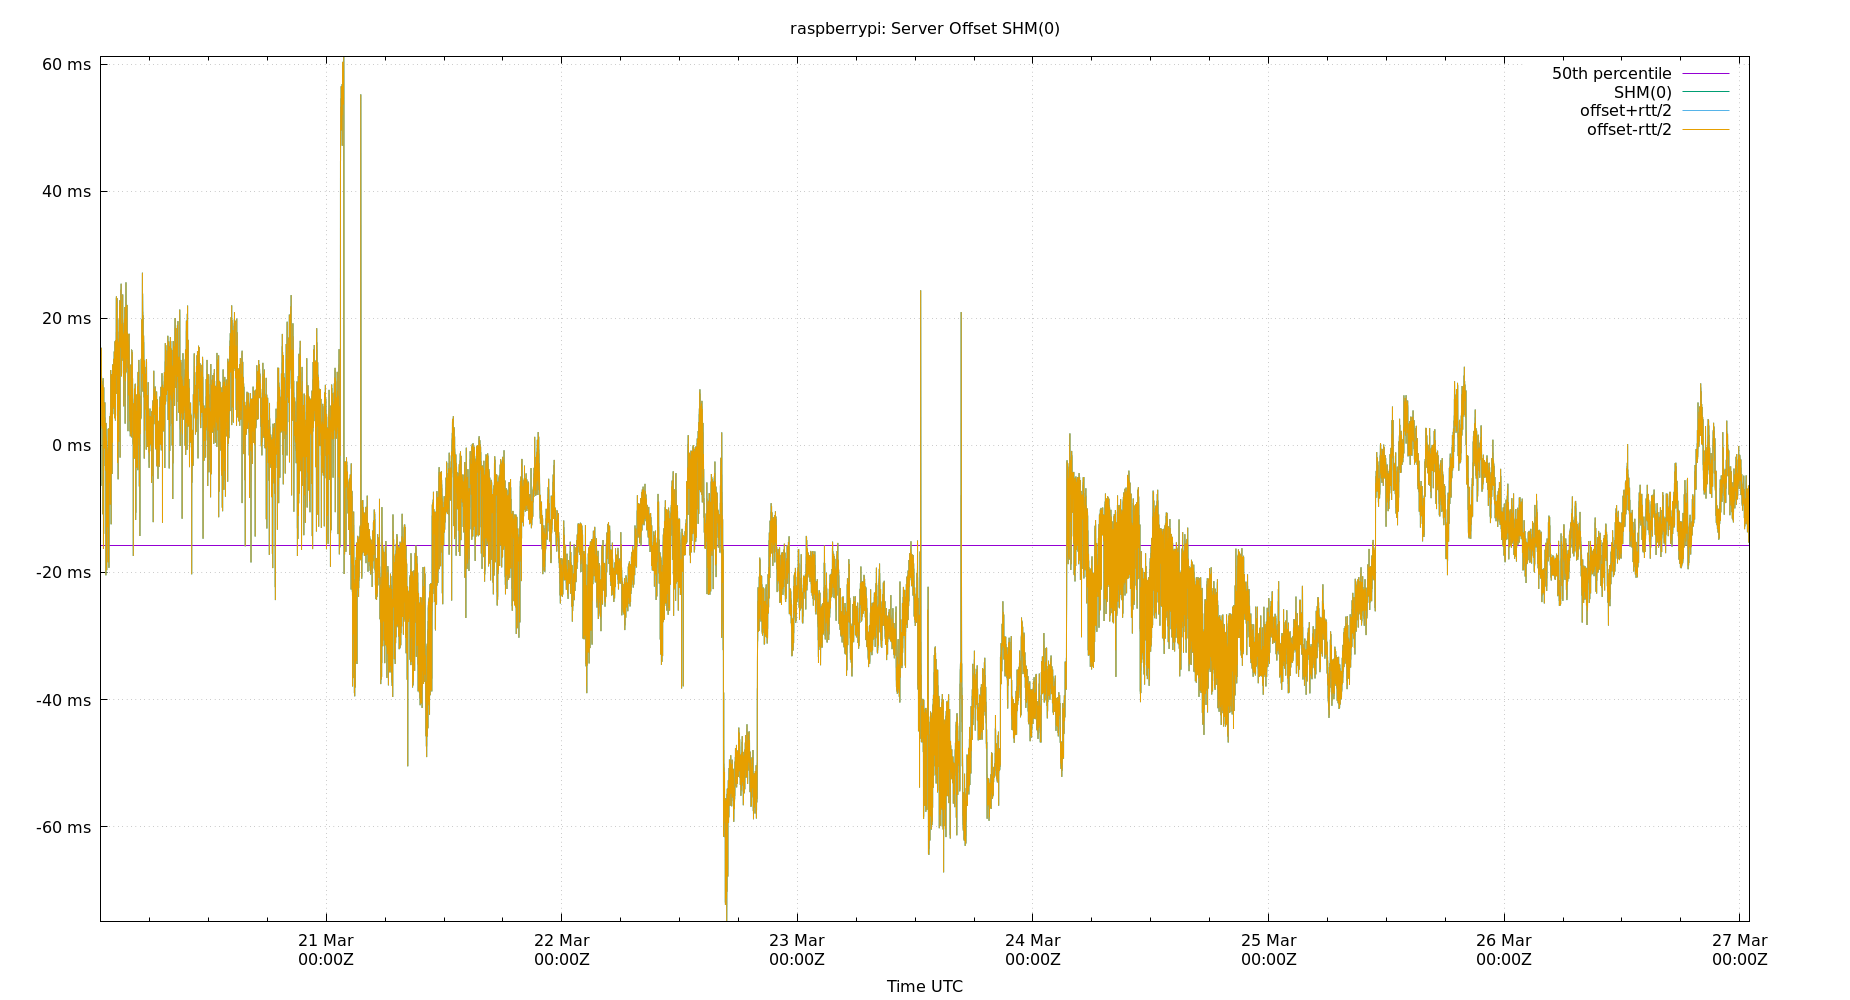 raspberrypi: Server Offset SHM(0)
60 ms
40 ms
20 ms
0 ms
-20 ms
-40 ms
-60 ms
50th percentile
SHM(0)
offset+rtt/2
offset-rtt/2
21 Mar
00:00Z
22 Mar
00:00Z
23 Mar
00:00Z
24 Mar
00:00Z
25 Mar
00:00Z
26 Mar
00:00Z
27 Mar
00:00Z
Time UTC